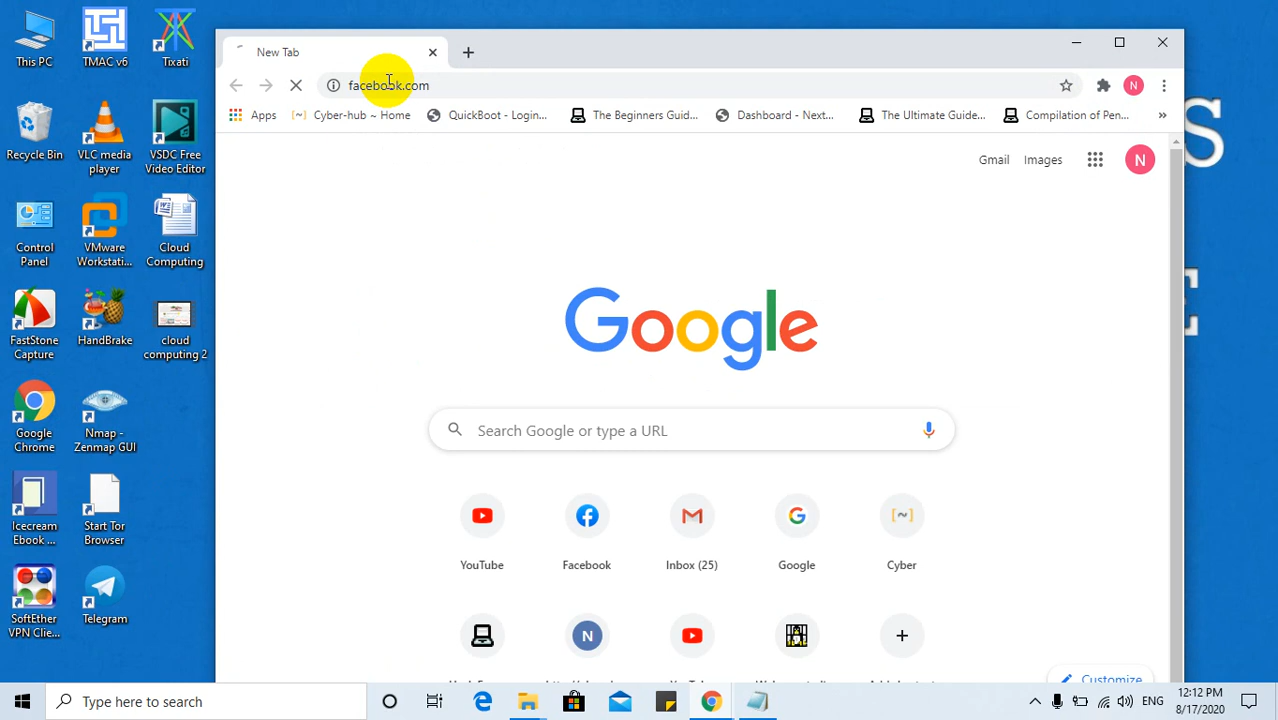 This PC
TMAC v6
Tixati
Recycle Bin
VLC media
player
VSDC Free
Video Editor
Control
Panel
VMware
Workstati...
Cloud
Computing
FastStone
Capture
HandBrake
cloud
computing 2
Google
Chrome
Nmap -
Zenmap GUI
Icecream
Ebook ...
Start Tor
Browser
SoftEther
VPN Clie...
Telegram
New Tab
facebook.com
N
Apps
Cyber-hub ~ Home
QuickBoot - Login...
The Beginners Guid...
Dashboard - Next...
The Ultimate Guide...
Compilation of Pen...
»
Gmail
Images
N
Google
Search Google or type a URL
YouTube
Facebook
Inbox (25)
Google
Cyber
N
Customize
S
Type here to search
ENG
12:12 PM
8/17/2020